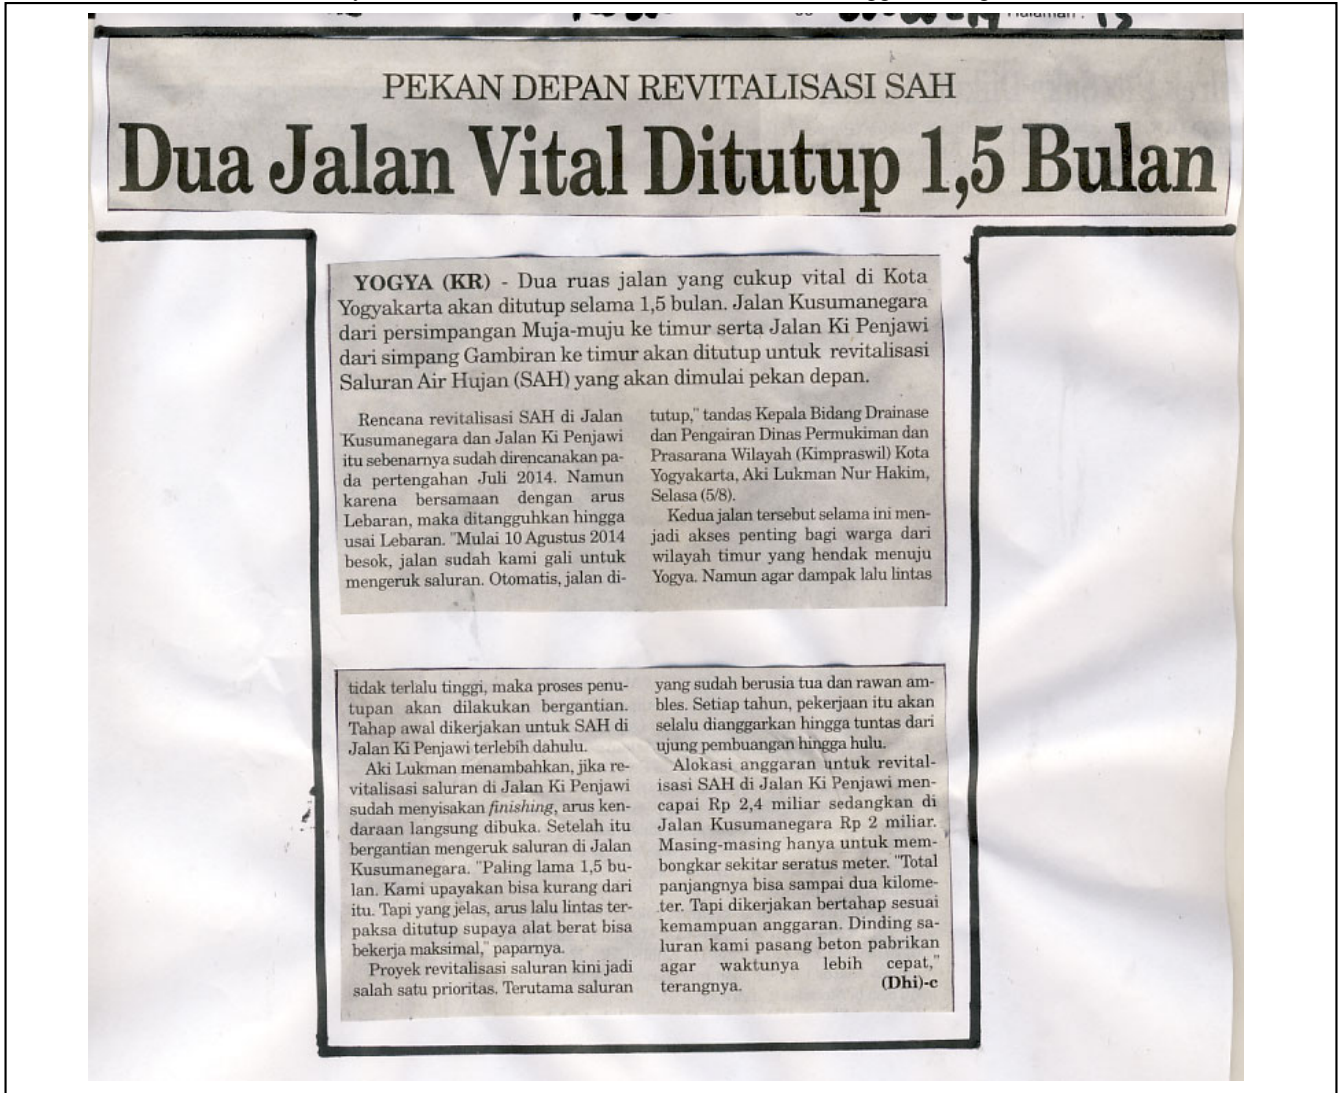 Halaman :
PEKAN DEPAN REVITALISASI SAH
Dua Jalan Vital Ditutup 1,5 Bulan
YOGYA (KR) - Dua ruas jalan yang cukup vital di Kota
Yogyakarta akan ditutup selama 1,5 bulan. Jalan Kusumanegara
dari persimpangan Muja-muju ke timur serta Jalan Ki Penjawi
dari simpang Gambiran ke timur akan ditutup untuk revitalisasi
Saluran Air Hujan (SAH) yang akan dimulai pekan depan.
Rencana revitalisasi SAH di Jalan
Kusumanegara dan Jalan Ki Penjawi
itu sebenarnya sudah direncanakan pa-
da pertengahan Juli 2014. Namun
karena bersamaan dengan arus
Lebaran, maka ditangguhkan hingga
usai Lebaran. "Mulai 10 Agustus 2014
besok, jalan sudah kami gali untuk
mengeruk saluran. Otomatis, jalan di-
tutup," tandas Kepala Bidang Drainase
dan Pengairan Dinas Permukiman dan
Prasarana Wilayah (Kimpraswil) Kota
Yogyakarta, Aki Lukman Nur Hakim,
Selasa (5/8).
Kedua jalan tersebut selama ini men-
jadi akses penting bagi warga dari
wilayah timur yang hendak menuju
Yogya. Namun agar dampak lalu lintas
tidak terlalu tinggi, maka proses penu-
tupan akan dilakukan bergantian.
Tahap awal dikerjakan untuk SAH di
Jalan Ki Penjawi terlebih dahulu.
Aki Lukman menambahkan, jika re-
vitalisasi saluran di Jalan Ki Penjawi
sudah menyisakan finishing, arus ken-
daraan langsung dibuka. Setelah itu
bergantian mengeruk saluran di Jalan
Kusumanegara. "Paling lama 1,5 bu-
lan. Kami upayakan bisa kurang dari
itu. Tapi yang jelas, arus lalu lintas ter-
paksa ditutup supaya alat berat bisa
bekerja maksimal," paparnya.
Proyek revitalisasi saluran kini jadi
salah satu prioritas. Terutama saluran
yang sudah berusia tua dan rawan am-
bles. Setiap tahun, pekerjaan itu akan
selalu dianggarkan hingga tuntas dari
ujung pembuangan hingga hulu.
Alokasi anggaran untuk revital-
isasi SAH di Jalan Ki Penjawi men-
capai Rp 2,4 miliar sedangkan di
Jalan Kusumanegara Rp 2 miliar.
Masing-masing hanya untuk mem-
bongkar sekitar seratus meter. "Total
panjangnya bisa sampai dua kilome-
ter. Tapi dikerjakan bertahap sesuai
kemampuan anggaran. Dinding sa-
luran kami pasang beton pabrikan
agar waktunya lebih cepat,"
terangnya. (Dhi)-c